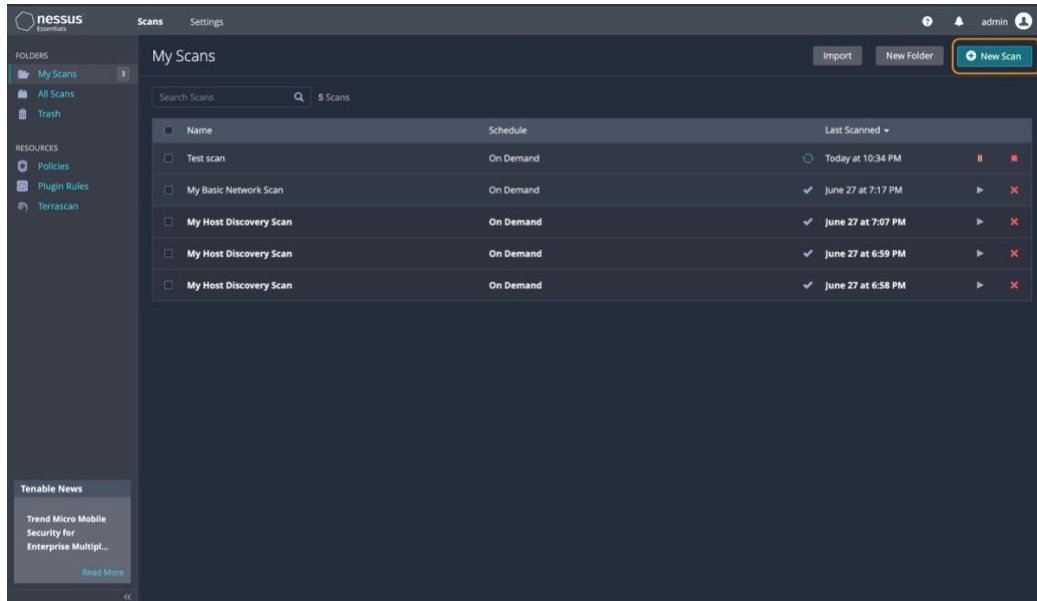 nessus
Essentials
Scans
Settings
admin
FOLDERS
My Scans
3
All Scans
Trash
RESOURCES
Policies
Plugin Rules
Terrascan
Tenable News
Trend Micro Mobile
Security for
Enterprise Multipl...
Read More
My Scans
Import
New Folder
New Scan
Search Scans
5 Scans
Name Schedule Last Scanned
Test scan On Demand Today at 10:34 PM
My Basic Network Scan On Demand June 27 at 7:17 PM
My Host Discovery Scan On Demand June 27 at 7:07 PM
My Host Discovery Scan On Demand June 27 at 6:59 PM
My Host Discovery Scan On Demand June 27 at 6:58 PM